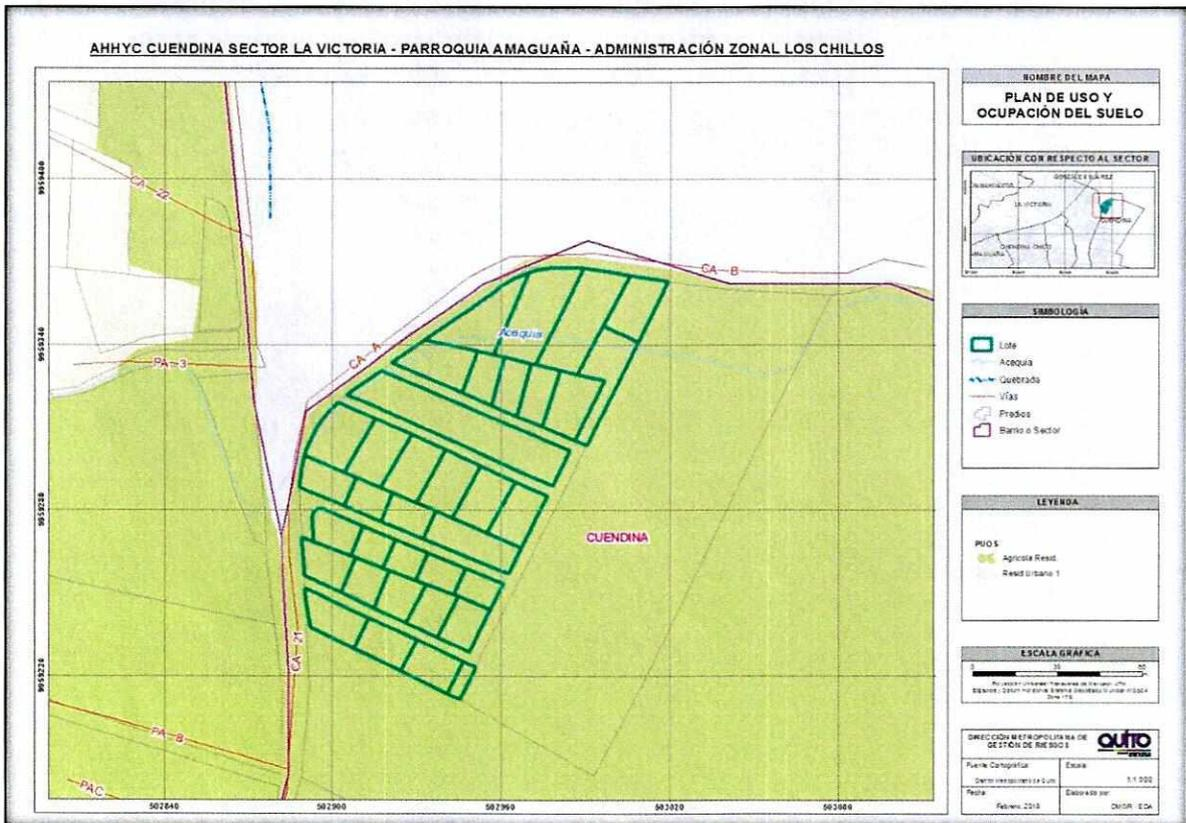 AHHYC CUENDINA SECTOR LA VICTORIA - PARROQUIA AMAGUAÑA - ADMINISTRACIÓN ZONAL LOS CHILLOS
NOMBRE DEL MAPA
PLAN DE USO Y
OCUPACIÓN DEL SUELO
UBICACIÓN CON RESPECTO AL SECTOR
LA VICTORIA
CUENDINA
SIMBOLOGÍA
Lote
Acequia
Quebrada
Vías
Predios
Barrio o Sector
LEYENDA
PUOS
Agricola Resid.
Resid Urbano 1
ESCALA GRÁFICA
DIRECCIÓN METROPOLITANA DE
GESTIÓN DE RIESGOS
QUITO
Fuente Cartográfica:
Escala:
1:1 000
Fecha:
Elaborado por:
CA-22
CA-B
Acequia
CA-A
PA-3
CUENDINA
CA-21
PA-B
PAC
9959400
9959340
9959280
9959220
502840
502900
502960
503020
503080